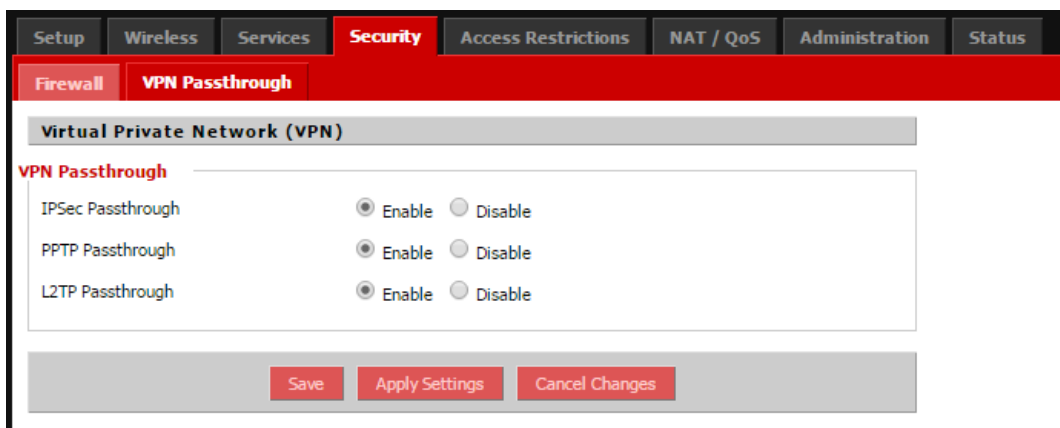 Setup Wireless Services Security Access Restrictions NAT / QoS Administration Status
Firewall VPN Passthrough
Virtual Private Network (VPN)
VPN Passthrough
IPSec Passthrough Enable Disable
PPTP Passthrough Enable Disable
L2TP Passthrough Enable Disable
Save Apply Settings Cancel Changes